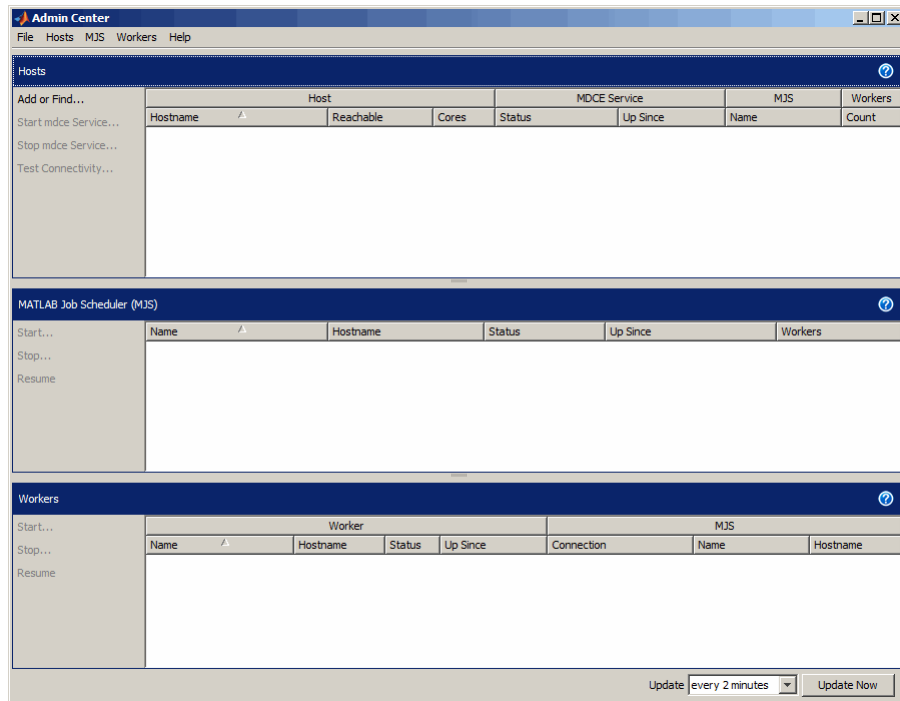 Admin Center
File Hosts MJS Workers Help
Hosts
Add or Find...
Start mdce Service...
Stop mdce Service...
Test Connectivity...
Host MDCE Service MJS Workers
Hostname Reachable Cores Status Up Since Name Count
MATLAB Job Scheduler (MJS)
Start...
Stop...
Resume
Name Hostname Status Up Since Workers
Workers
Start...
Stop...
Resume
Worker MJS
Name Hostname Status Up Since Connection Name Hostname
Update every 2 minutes Update Now